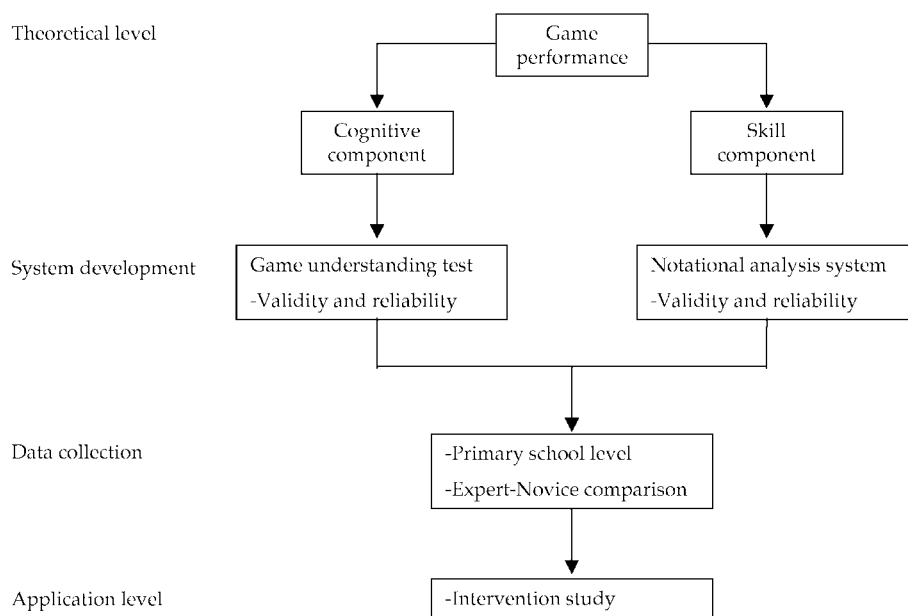 Theoretical level
Game
performance
Cognitive
component
Skill
component
System development
Game understanding test
-Validity and reliability
Notational analysis system
-Validity and reliability
Data collection
-Primary school level
-Expert-Novice comparison
Application level
-Intervention study